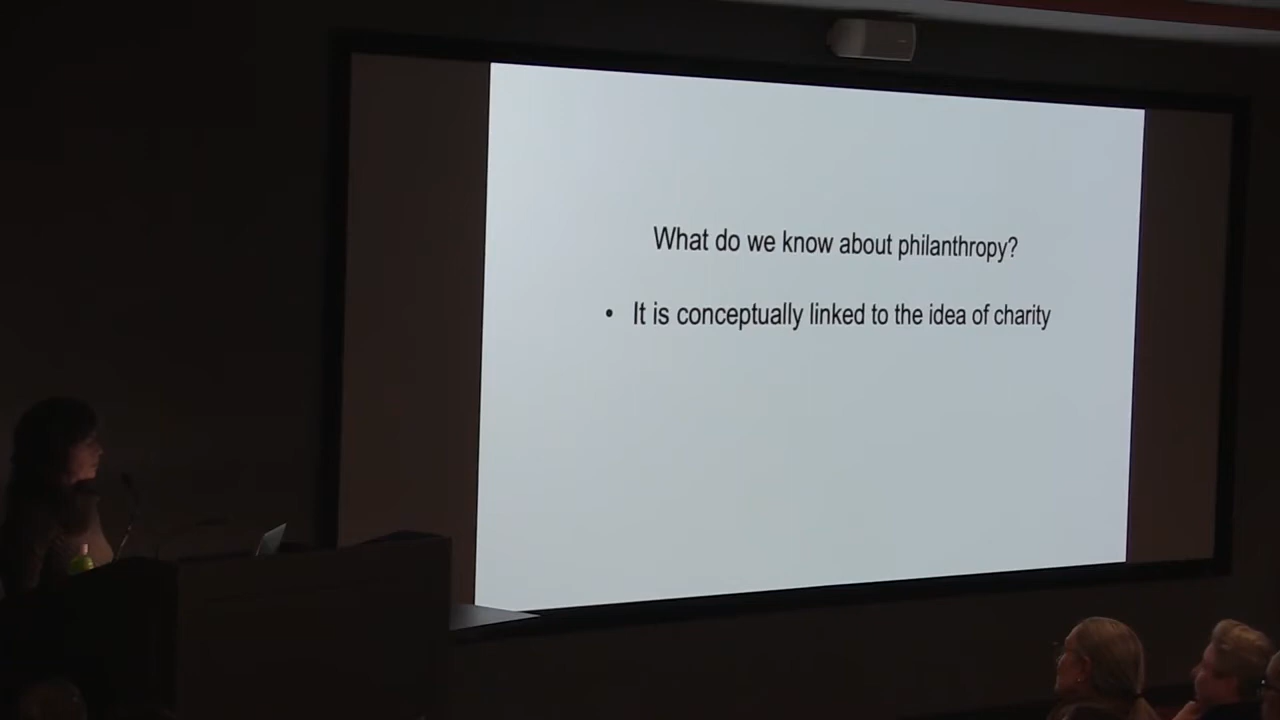 What do we know about philanthropy?
• It is conceptually linked to the idea of charity